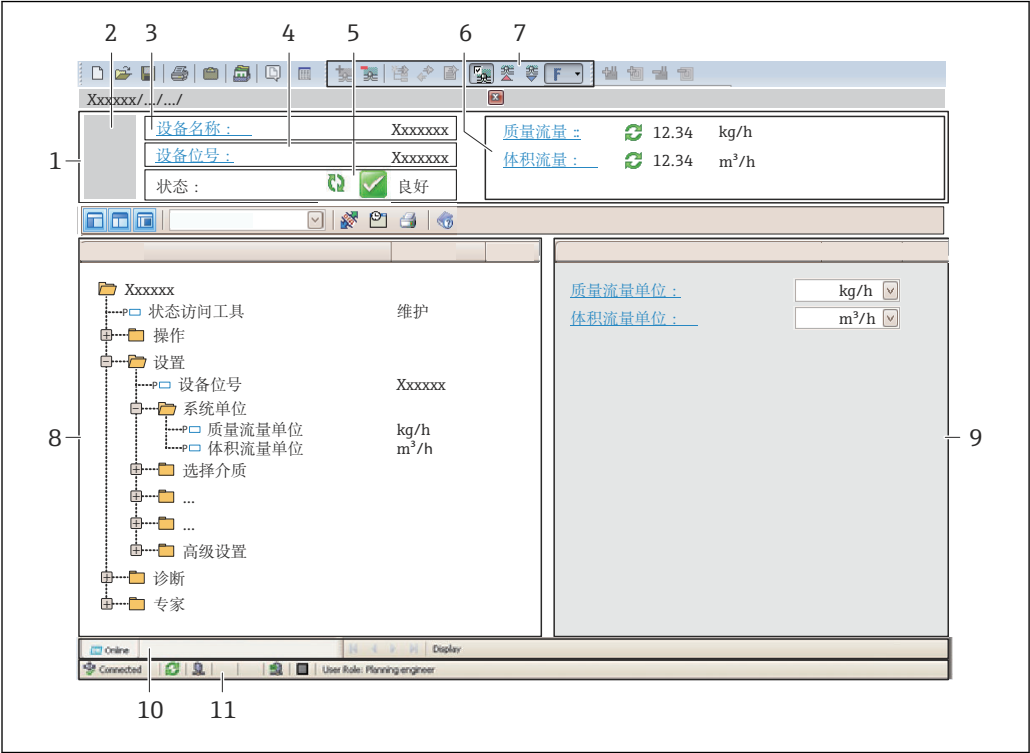 2 3 4 5 6 7
F
Xxxxxx/.../.../
设备名称： Xxxxxxx
设备位号： Xxxxxxx
状态： 良好
质量流量 :: 12.34 kg/h
体积流量： 12.34 m³/h
1
Xxxxxx
状态访问工具 维护
操作
设置
设备位号 Xxxxxx
系统单位
质量流量单位 kg/h
体积流量单位 m³/h
选择介质
...
...
高级设置
诊断
专家
质量流量单位： kg/h
体积流量单位： m³/h
8
9
Online Display
Connected User Role: Planning engineer
10 11